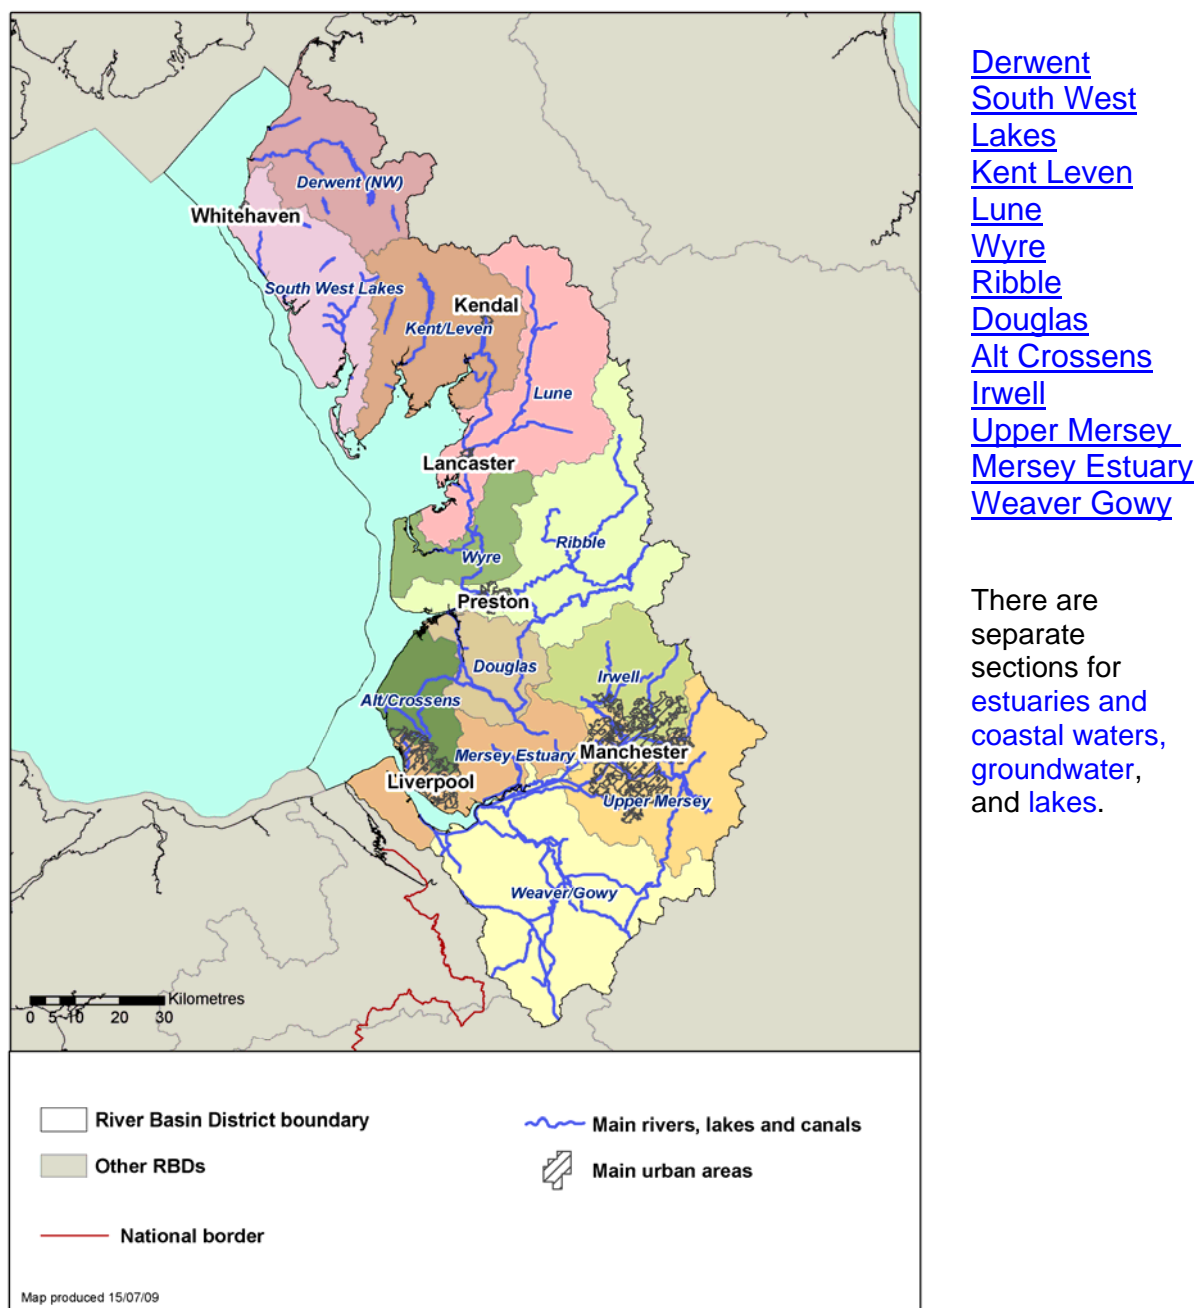 Derwent (NW)
Whitehaven
South West Lakes
Kendal
Kent/Leven
Lune
Lancaster
Ribble
Wyre
Preston
Douglas
Irwell
Alt/Crossens
Mersey Estuary
Manchester
Liverpool
Upper Mersey
Weaver/Gowy
Kilometres
0 5 10 20 30
River Basin District boundary
Main rivers, lakes and canals
Other RBDs
Main urban areas
National border
Map produced 15/07/09
Derwent
South West
Lakes
Kent Leven
Lune
Wyre
Ribble
Douglas
Alt Crossens
Irwell
Upper Mersey
Mersey Estuary
Weaver Gowy
There are
separate
sections for
estuaries and
coastal waters,
groundwater,
and lakes.